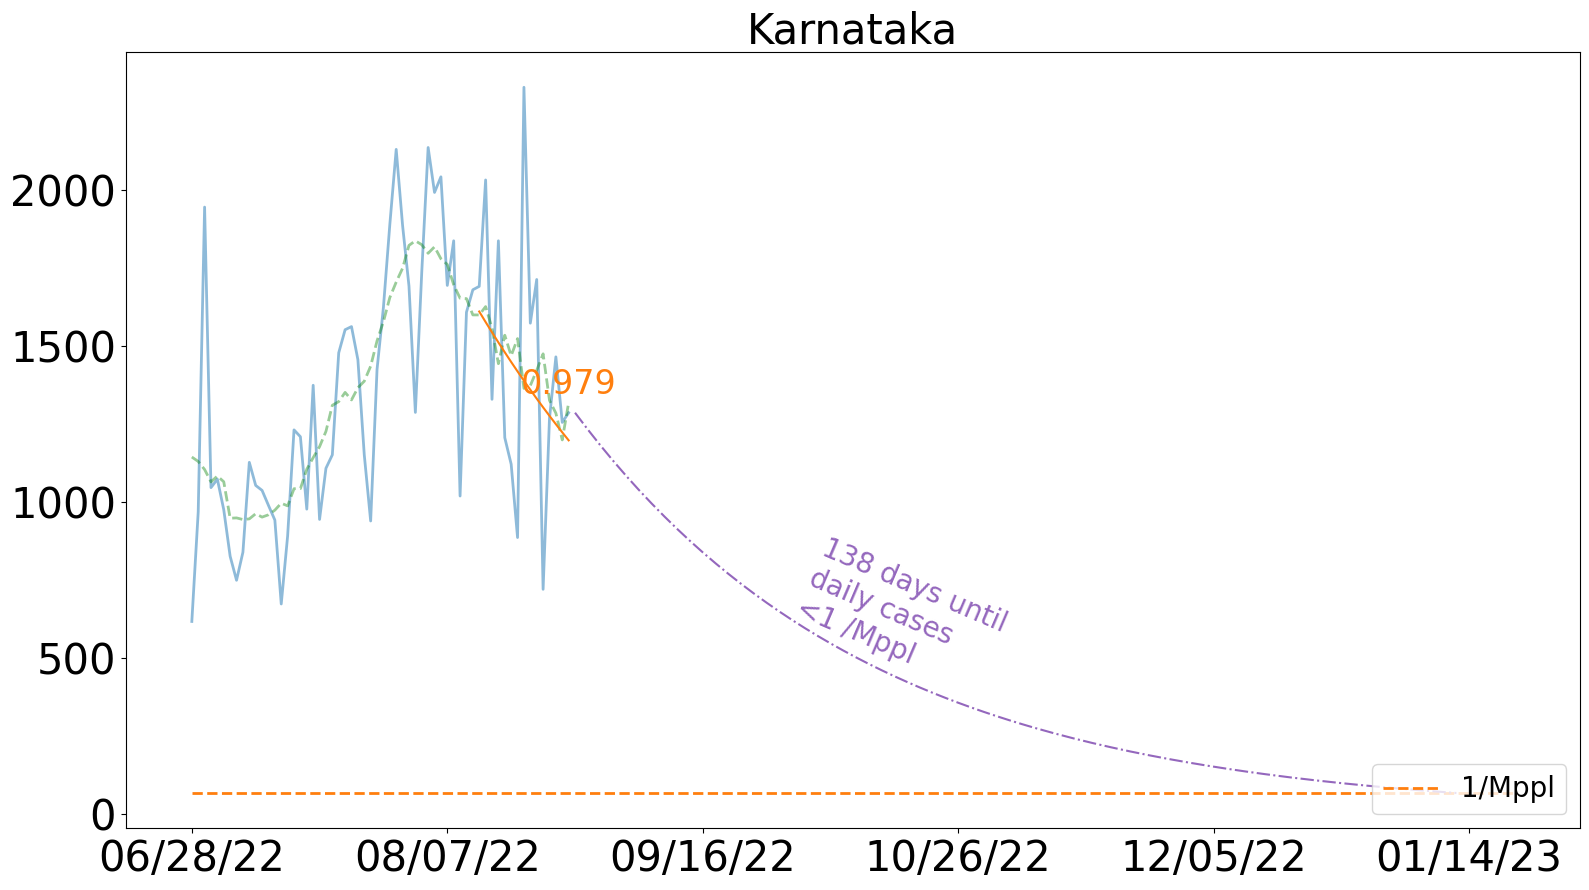 Karnataka
2000
1500
1000
500
0
0.979
138 days until
daily cases
<1 /Mppl
1/Mppl
06/28/22
08/07/22
09/16/22
10/26/22
12/05/22
01/14/23